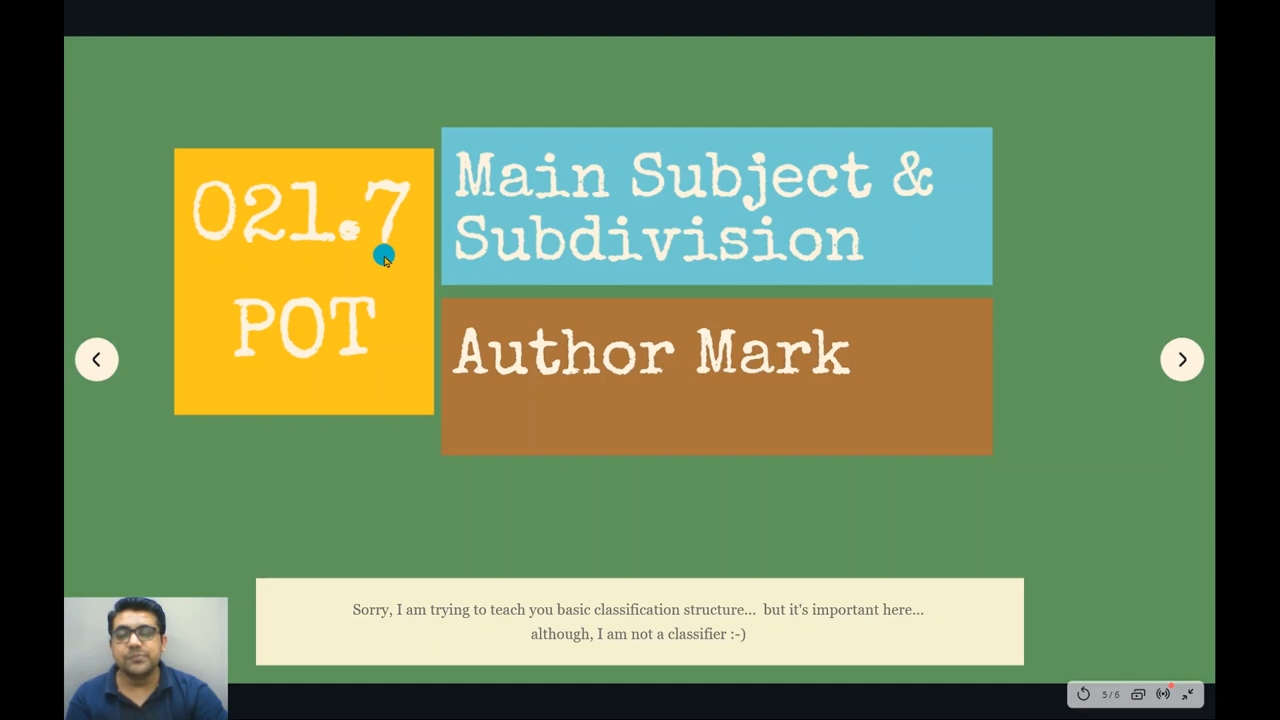 021.7
POT
Main Subject &
Subdivision
Author Mark
Sorry, I am trying to teach you basic classification structure... but it's important here...
although, I am not a classifier :-)
5/6